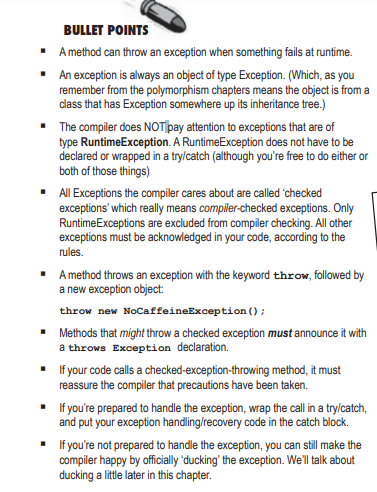 BULLET POINTS
▪ A method can throw an exception when something fails at runtime.
▪ An exception is always an object of type Exception. (Which, as you
remember from the polymorphism chapters means the object is from a
class that has Exception somewhere up its inheritance tree.)
▪ The compiler does NOT pay attention to exceptions that are of
type RuntimeException. A RuntimeException does not have to be
declared or wrapped in a try/catch (although you're free to do either or
both of those things)
▪ All Exceptions the compiler cares about are called 'checked
exceptions' which really means compiler-checked exceptions. Only
RuntimeExceptions are excluded from compiler checking. All other
exceptions must be acknowledged in your code, according to the
rules.
▪ A method throws an exception with the keyword throw, followed by
a new exception object:
throw new NoCaffeineException();
▪ Methods that might throw a checked exception must announce it with
a throws Exception declaration.
▪ If your code calls a checked-exception-throwing method, it must
reassure the compiler that precautions have been taken.
▪ If you're prepared to handle the exception, wrap the call in a try/catch,
and put your exception handling/recovery code in the catch block.
▪ If you're not prepared to handle the exception, you can still make the
compiler happy by officially 'ducking' the exception. We'll talk about
ducking a little later in this chapter.